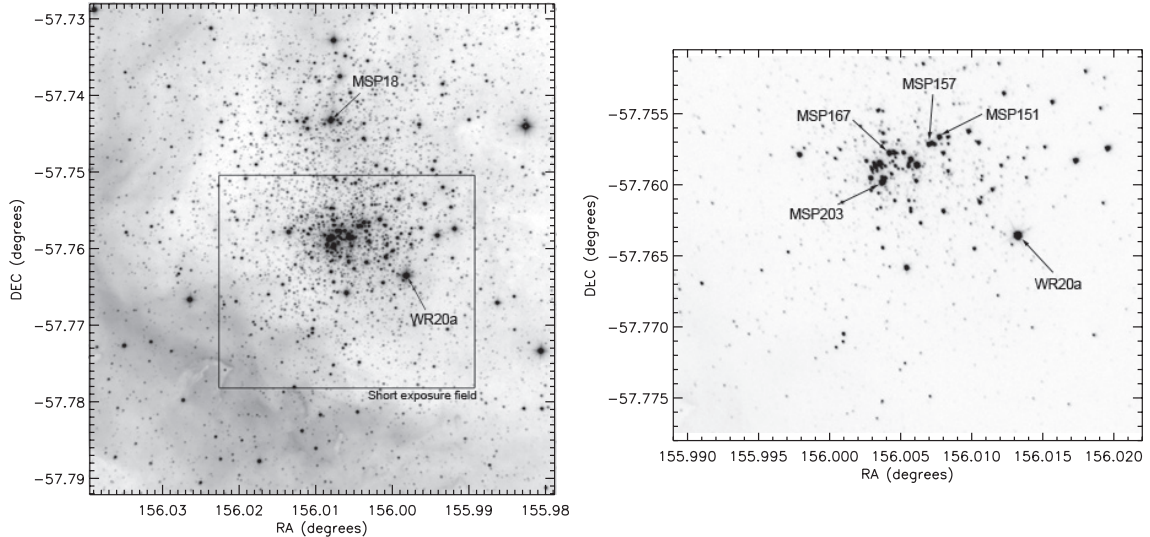 −57.73
−57.74
−57.75
−57.76
−57.77
−57.78
−57.79
DEC (degrees)
MSP18
WR20a
Short exposure field
156.03 156.02 156.01 156.00 155.99 155.98
RA (degrees)
−57.755
−57.760
−57.765
−57.770
−57.775
DEC (degrees)
MSP157
MSP167
MSP151
MSP203
WR20a
155.990 155.995 156.000 156.005 156.010 156.015 156.020
RA (degrees)